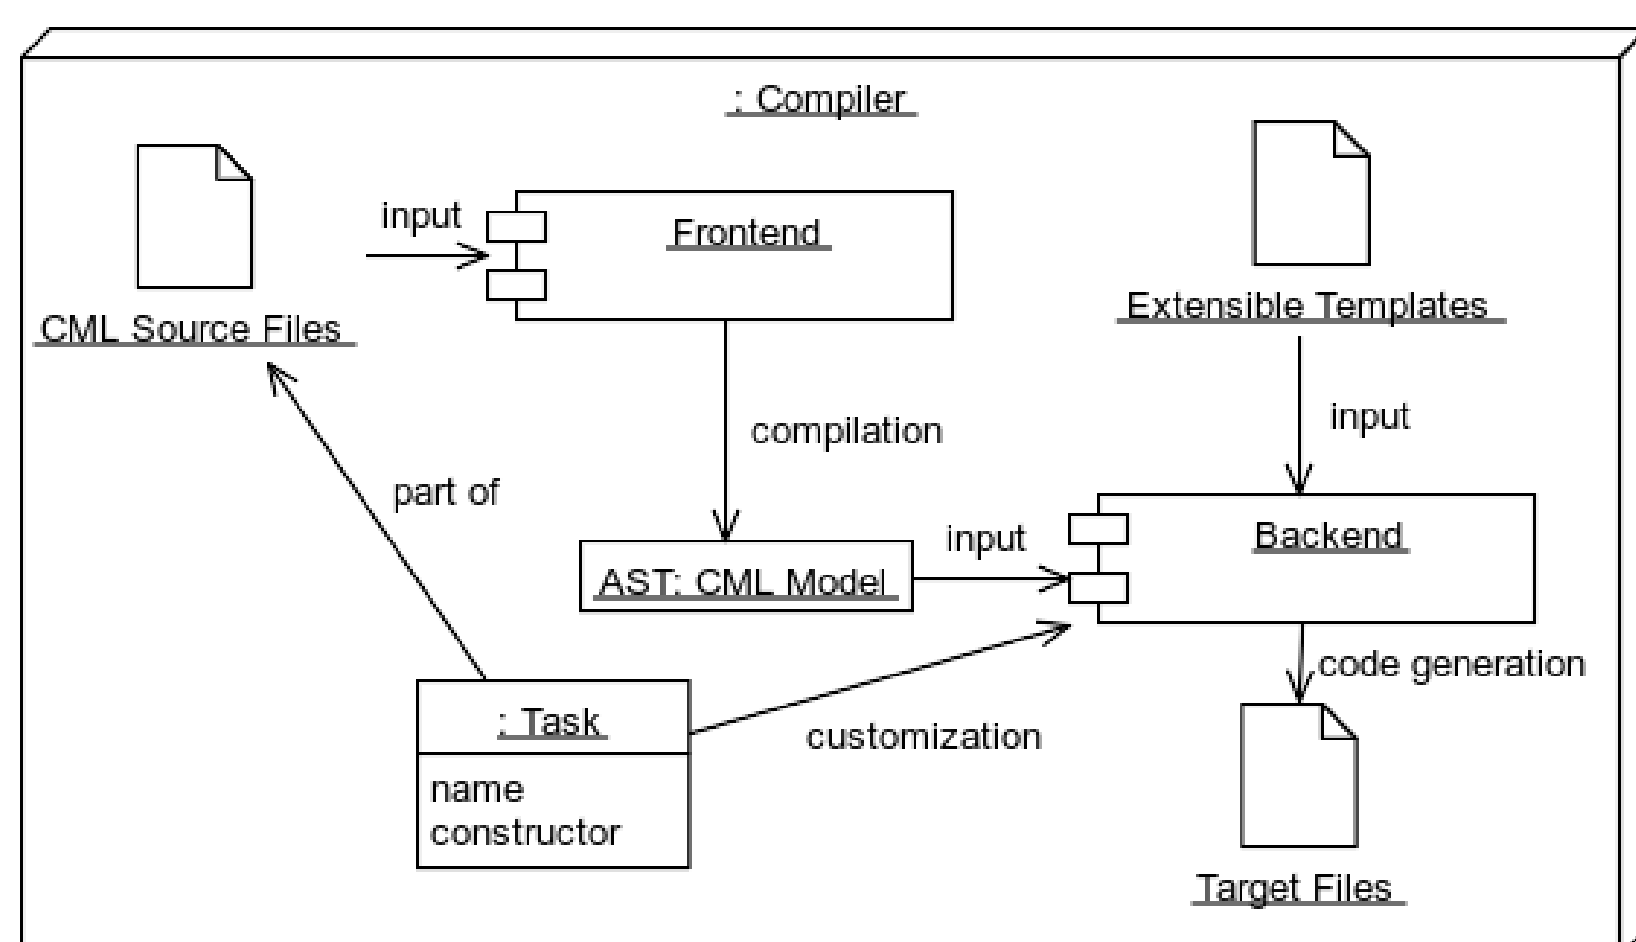 : Compiler
input
Frontend
CML Source Files
Extensible Templates
compilation
input
part of
input
Backend
AST: CML Model
code generation
: Task
customization
name
constructor
Target Files